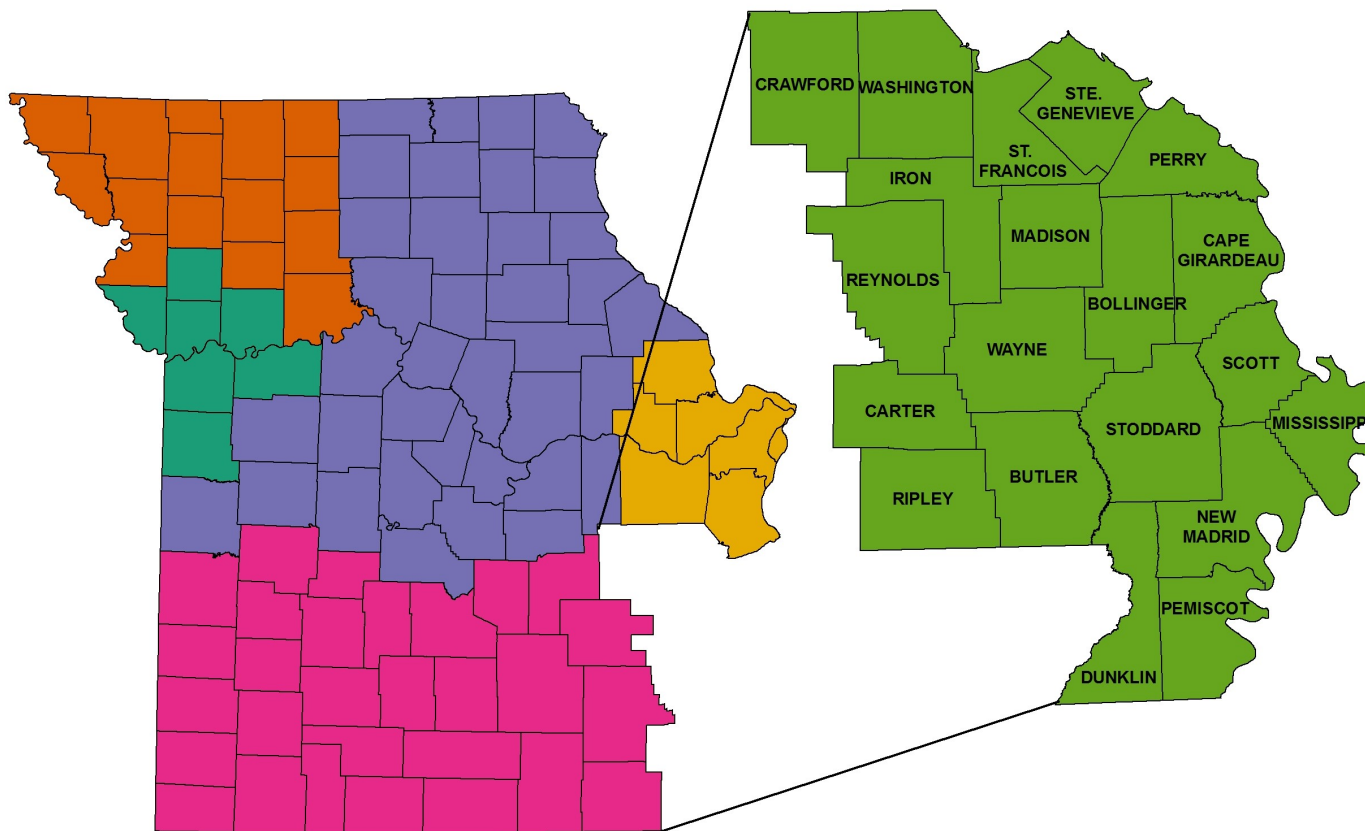 CRAWFORD
WASHINGTON
STE.
GENEVIEVE
ST.
FRANCOIS
PERRY
IRON
MADISON
CAPE
GIRARDEAU
REYNOLDS
BOLLINGER
WAYNE
SCOTT
CARTER
STODDARD
MISSISSIPPI
RIPLEY
BUTLER
NEW
MADRID
PEMISCOT
DUNKLIN